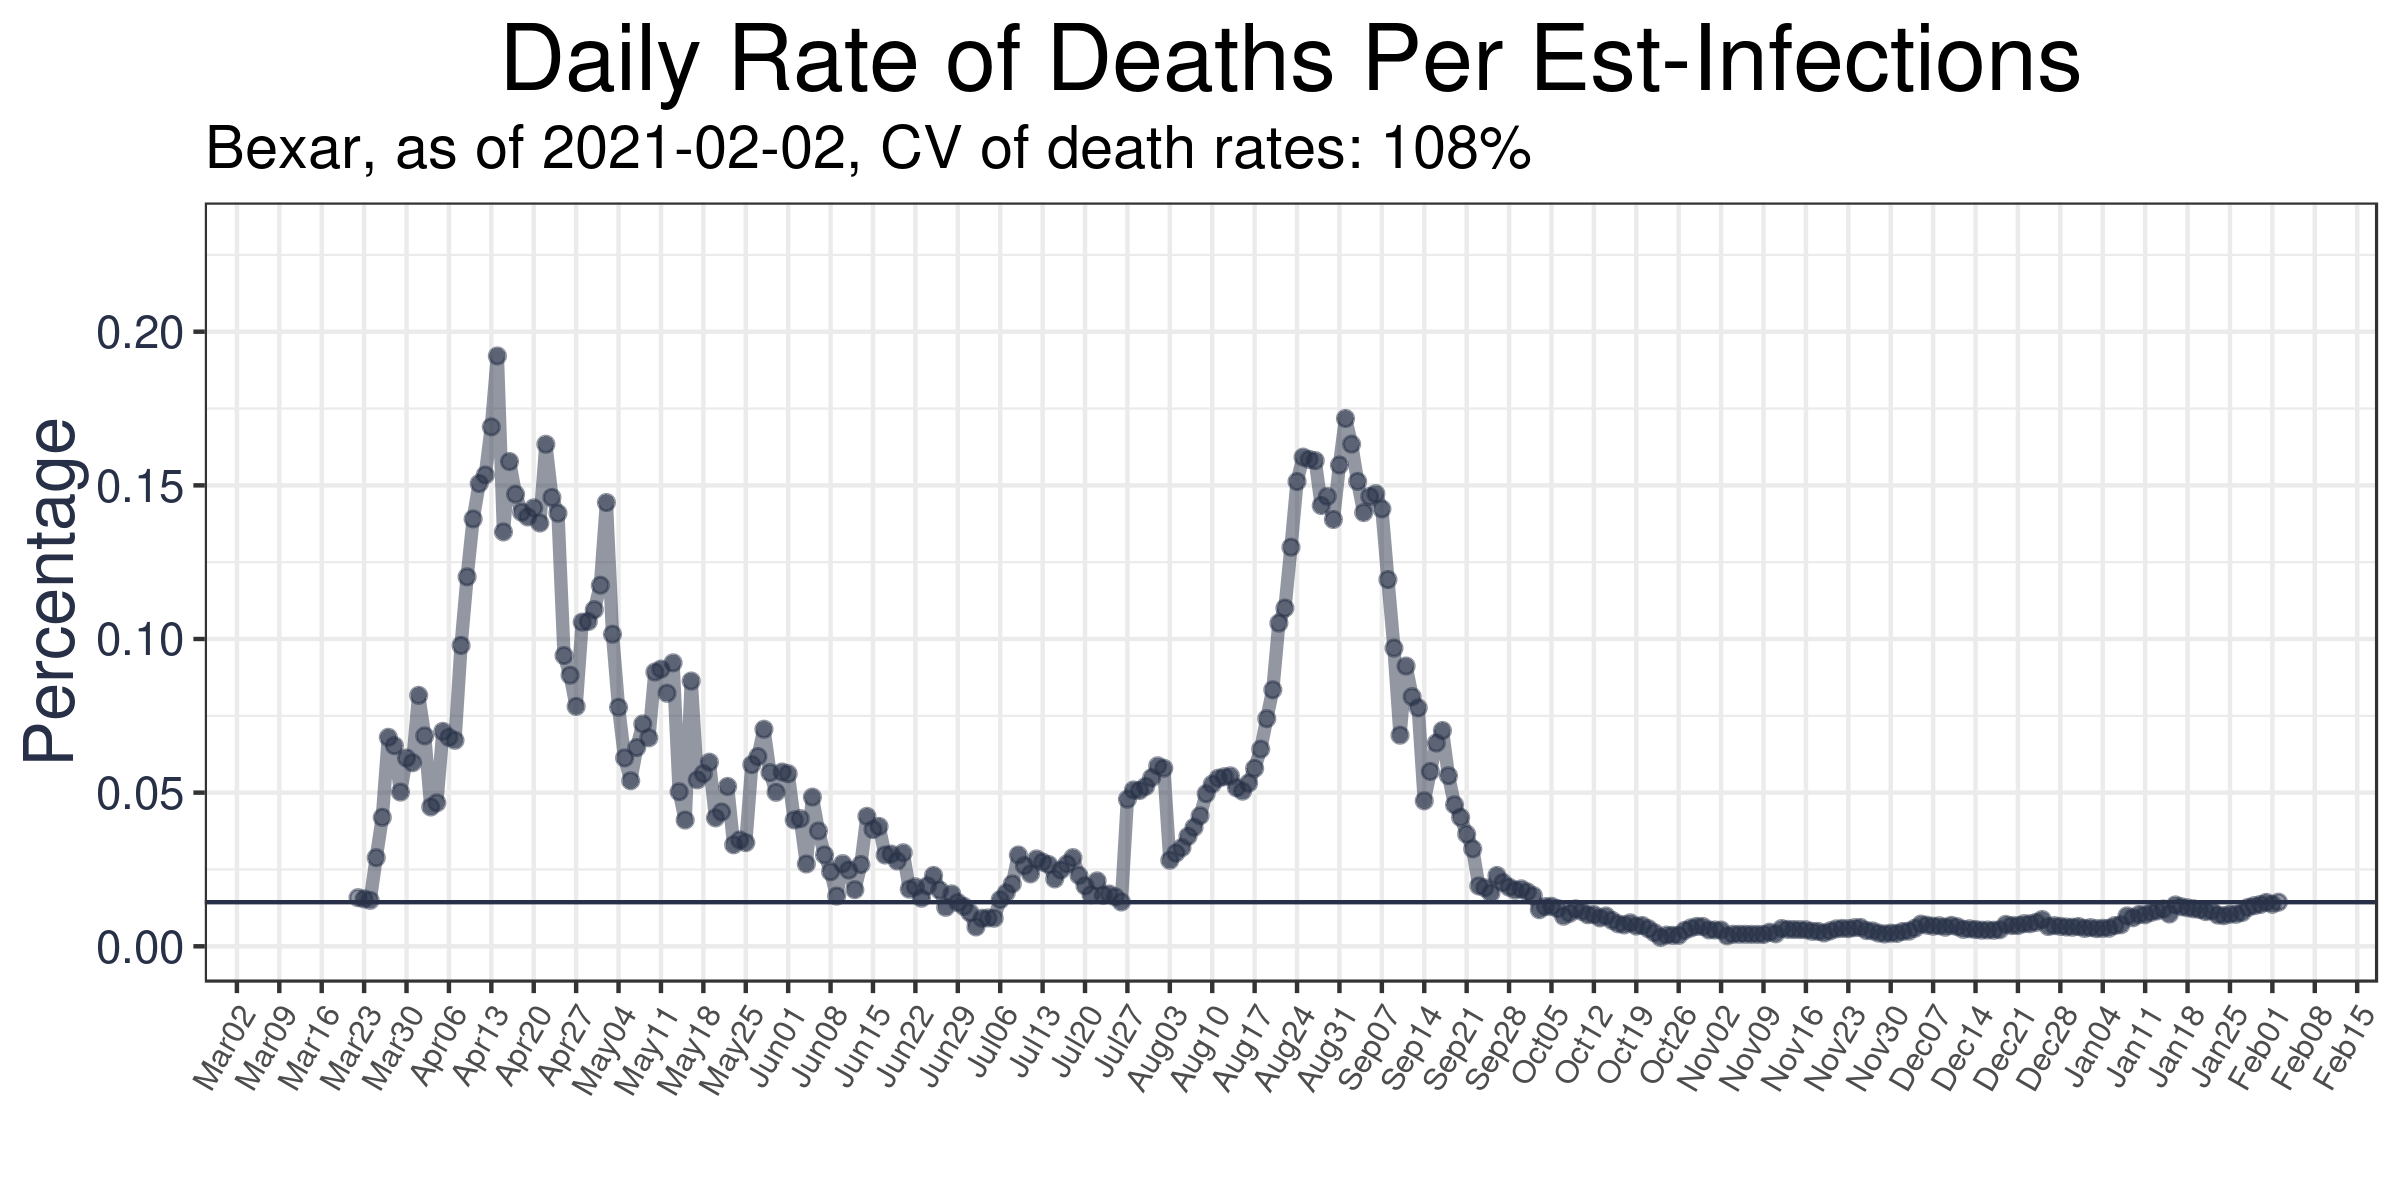 Daily Rate of Deaths Per Est-Infections
Bexar, as of 2021-02-02, CV of death rates: 108%
Percentage
0.20
0.15
0.10
0.05
0.00
Mar02
Mar09
Mar16
Mar23
Mar30
Apr06
Apr13
Apr20
Apr27
May04
May11
May18
May25
Jun01
Jun08
Jun15
Jun22
Jun29
Jul06
Jul13
Jul20
Jul27
Aug03
Aug10
Aug17
Aug24
Aug31
Sep07
Sep14
Sep21
Sep28
Oct05
Oct12
Oct19
Oct26
Nov02
Nov09
Nov16
Nov23
Nov30
Dec07
Dec14
Dec21
Dec28
Jan04
Jan11
Jan18
Jan25
Feb01
Feb08
Feb15